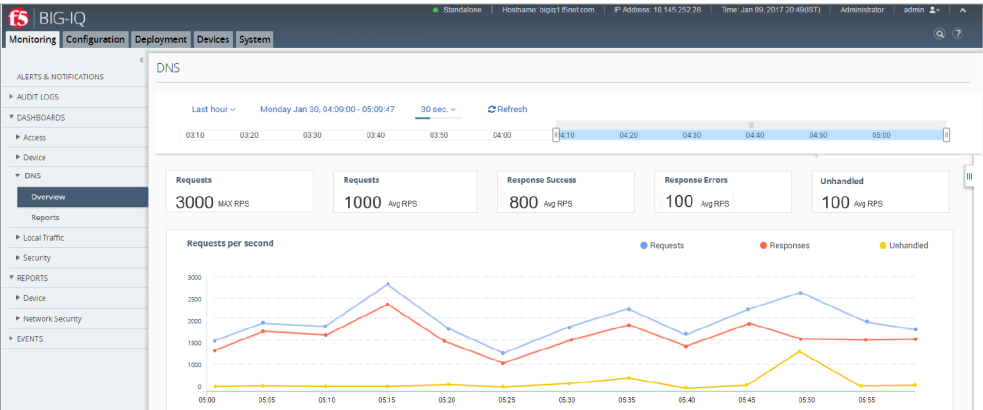 f5 BIG-IQ
Standalone | Hostname: bigiq1.f5net.com | IP Address: 10.145.252.28 | Time: Jan 09, 2017 20:49(IST) | Administrator | admin
Monitoring Configuration Deployment Devices System
ALERTS & NOTIFICATIONS
AUDIT LOGS
DASHBOARDS
Access
Device
DNS
Overview
Reports
Local Traffic
Security
REPORTS
Device
Network Security
EVENTS
DNS
Last hour Monday Jan 30, 04:09:00 - 05:09:47 30 sec. Refresh
03:10 03:20 03:30 03:40 03:50 04:00 04:10 04:20 04:30 04:40 04:50 05:00
Requests
3000 MAX RPS
Requests
1000 Avg RPS
Response Success
800 Avg RPS
Response Errors
100 Avg RPS
Unhandled
100 Avg RPS
Requests per second
Requests Responses Unhandled
3000
2500
2000
1500
1000
0
05:00 05:05 05:10 05:15 05:20 05:25 05:30 05:35 05:40 05:45 05:50 05:55